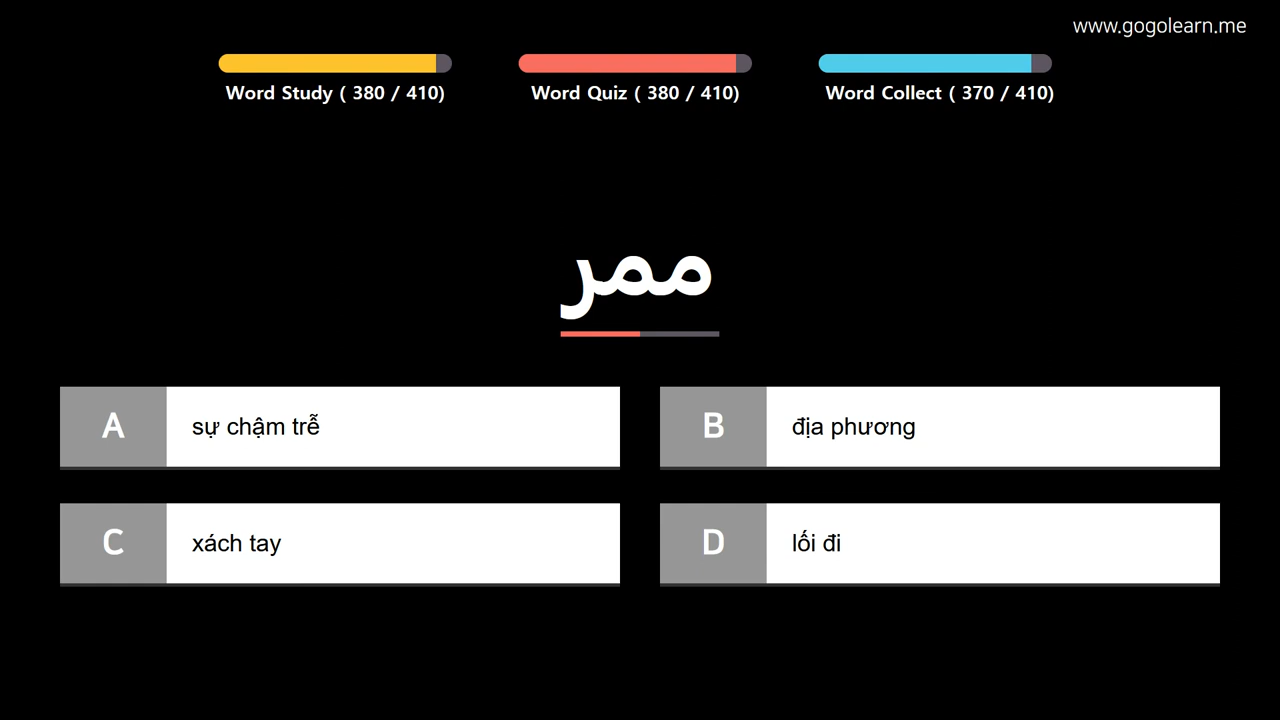 www.gogolearn.me
Word Study ( 380 / 410)
Word Quiz ( 380 / 410)
Word Collect ( 370 / 410)
ممر
A
sự chậm trễ
B
địa phương
C
xách tay
D
lối đi